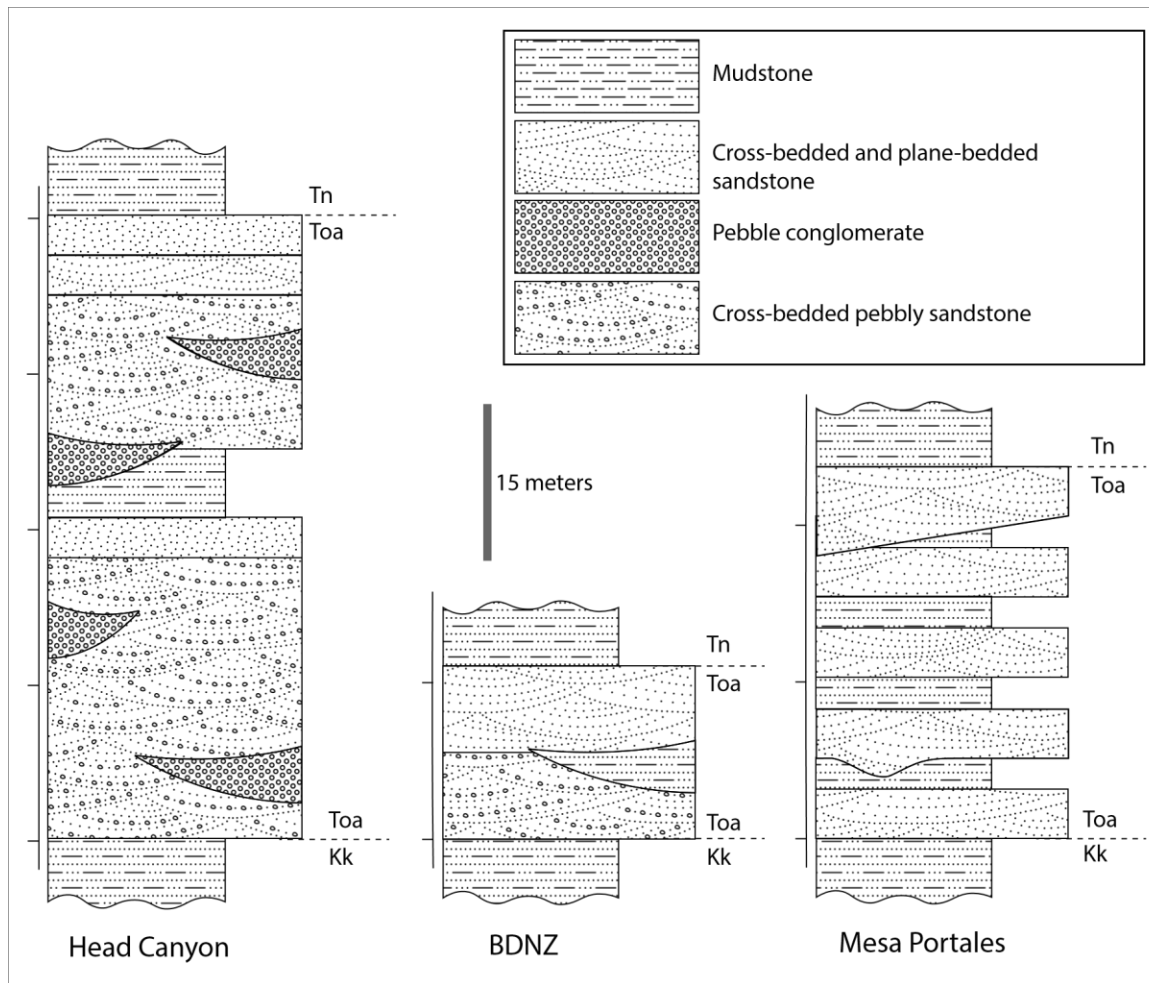 Mudstone
Cross-bedded and plane-bedded
sandstone
Pebble conglomerate
Cross-bedded pebbly sandstone
Tn
Toa
Toa
Kk
Head Canyon
15 meters
Tn
Toa
Toa
Kk
BDNZ
Tn
Toa
Toa
Kk
Mesa Portales